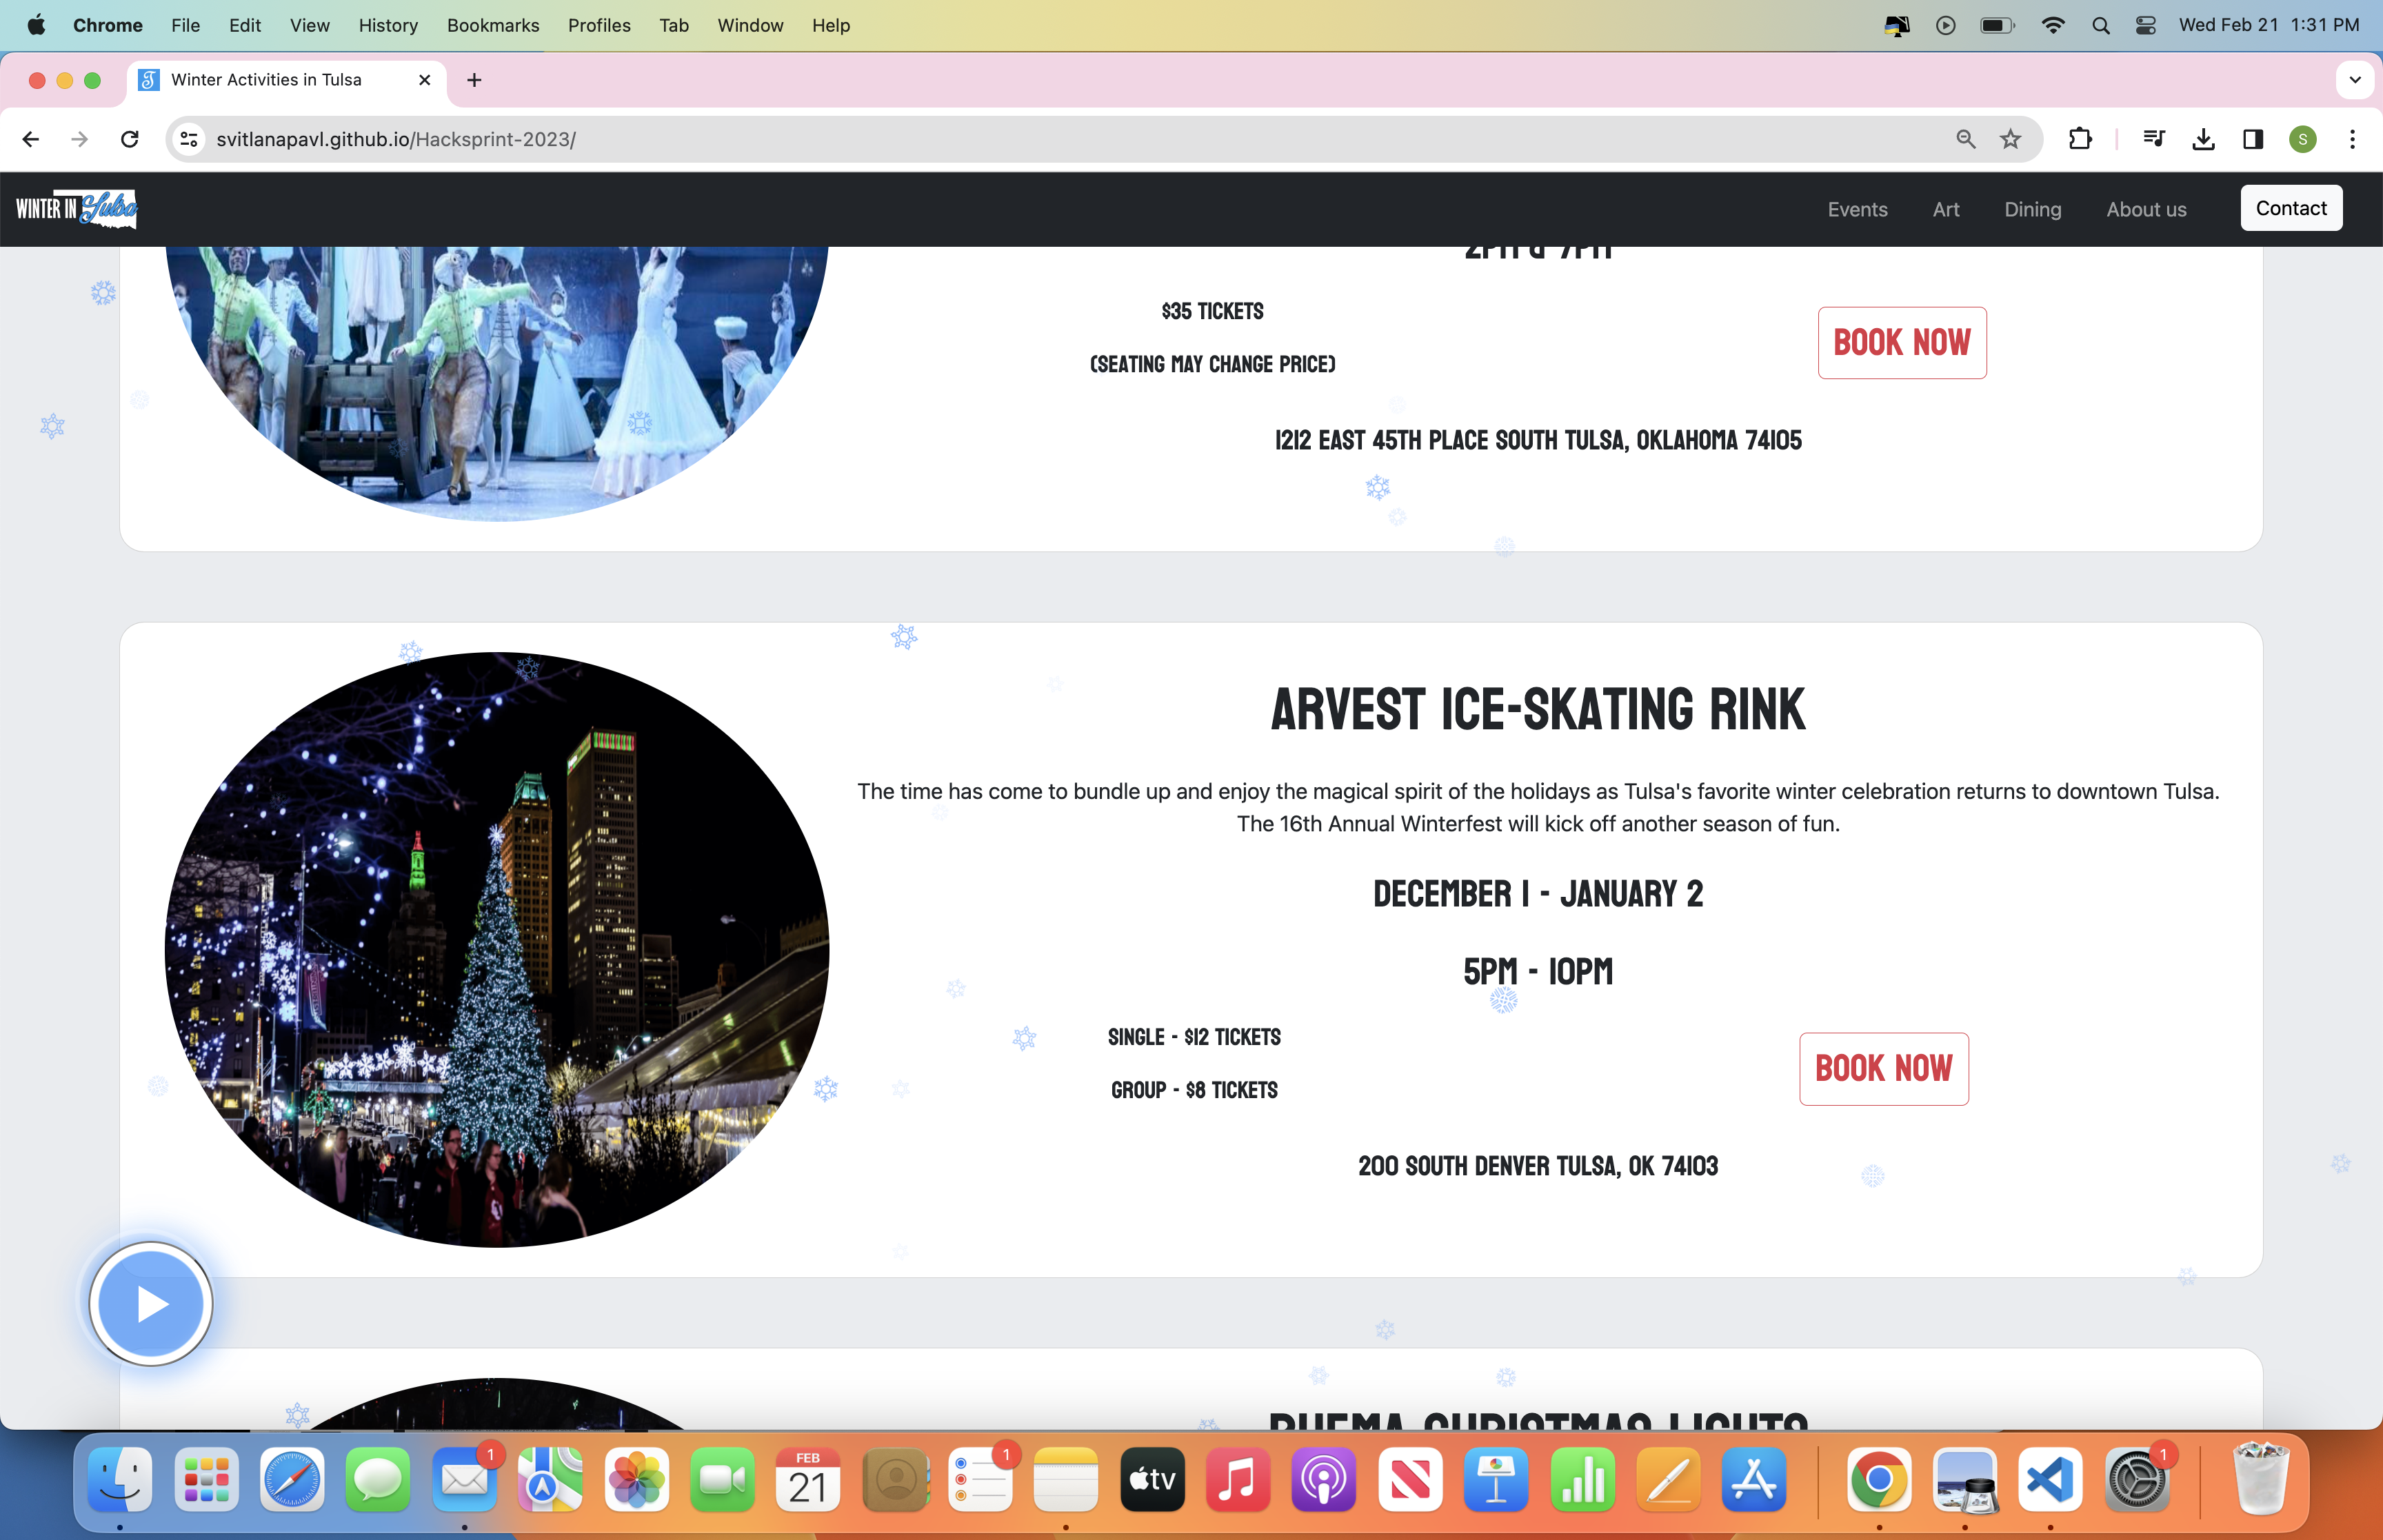 Chrome File Edit View History Bookmarks Profiles Tab Window Help Wed Feb 21 1:31 PM
Winter Activities in Tulsa
svitlanapavl.github.io/Hacksprint-2023/ S
WINTER IN Tulsa Events Art Dining About us Contact
2PM & 7PM
$35 TICKETS
(SEATING MAY CHANGE PRICE)
BOOK NOW
1212 EAST 45TH PLACE SOUTH TULSA, OKLAHOMA 74105
ARVEST ICE-SKATING RINK
The time has come to bundle up and enjoy the magical spirit of the holidays as Tulsa's favorite winter celebration returns to downtown Tulsa.
The 16th Annual Winterfest will kick off another season of fun.
DECEMBER 1 - JANUARY 2
5PM - 10PM
SINGLE - $12 TICKETS
GROUP - $8 TICKETS
BOOK NOW
200 SOUTH DENVER TULSA, OK 74103
RHEMA CHRISTMAS LIGHTS
1 FEB 21 1 tv 1